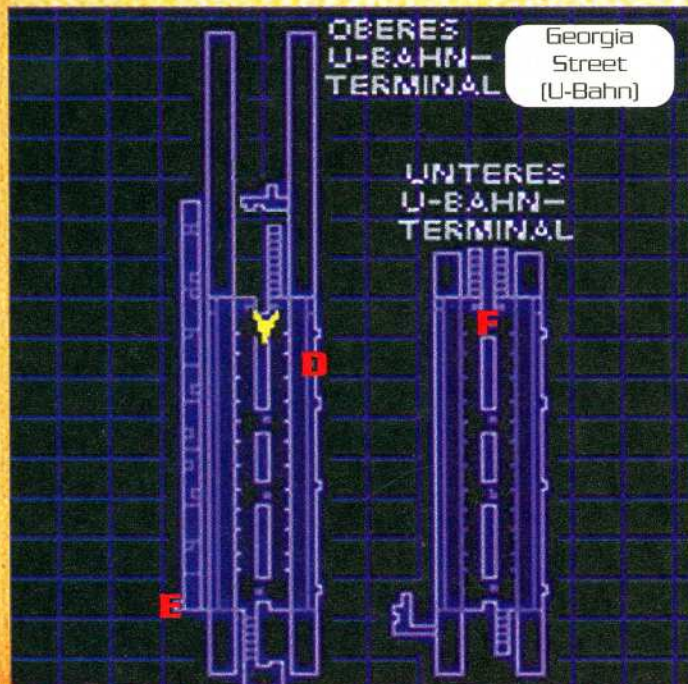 OBERES
U-BAHN-
TERMINAL
Georgia
Street
(U-Bahn)
UNTERES
U-BAHN-
TERMINAL
F
D
E